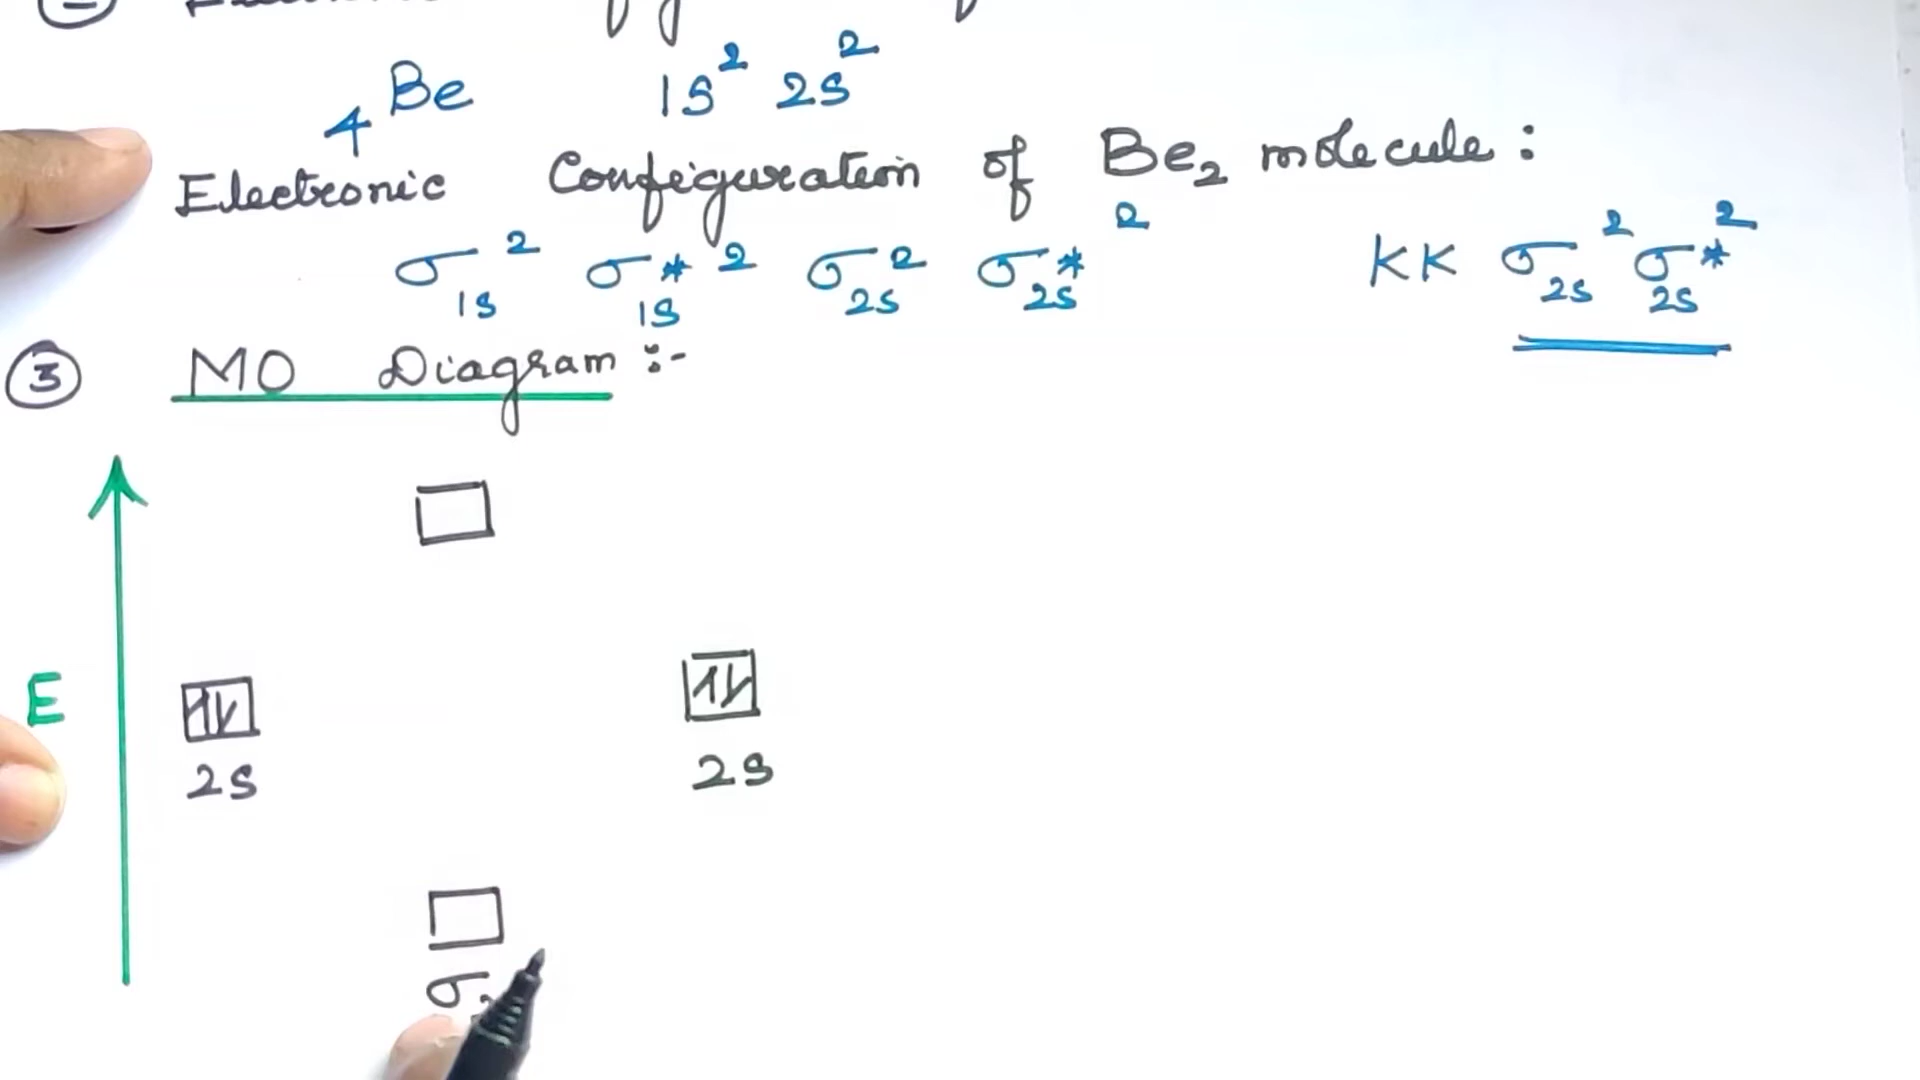 ₄Be 1s² 2s²
Electronic Configuration of Be₂ molecule:
σ1s² σ*1s² σ2s² σ*2s² KK σ2s² σ*2s²
③ MO Diagram :-
E
⥮ ⥮
2s 2s
σ